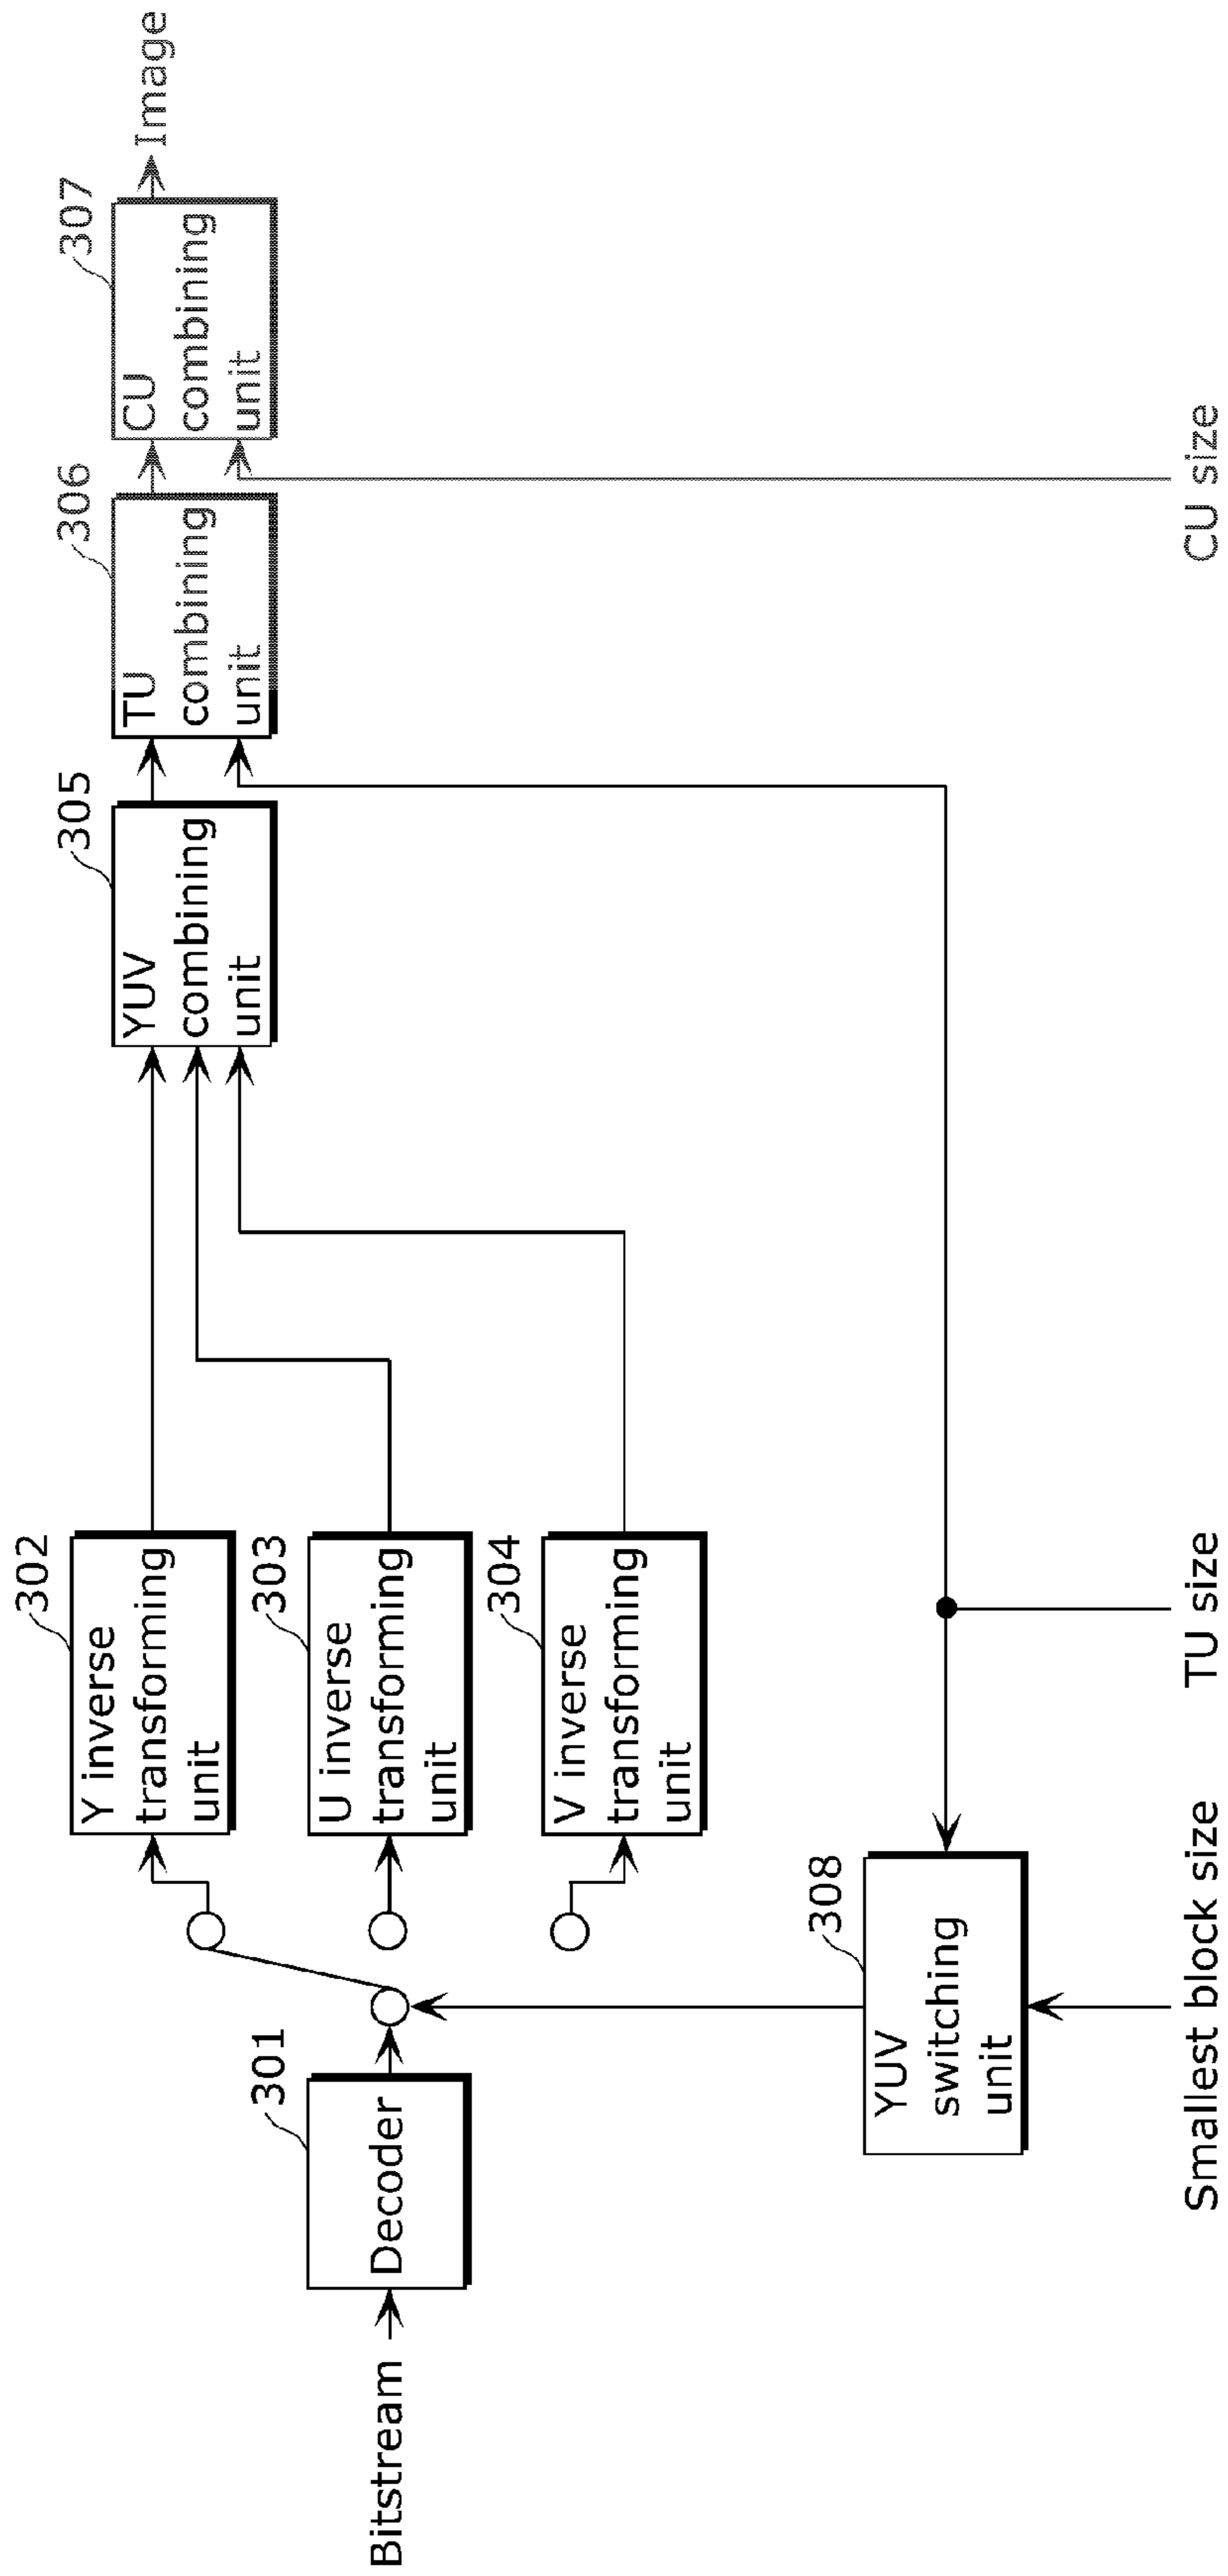 Bitstream
301
Decoder
302
Y inverse
transforming
unit
303
U inverse
transforming
unit
304
V inverse
transforming
unit
305
YUV
combining
unit
306
TU
combining
unit
307
CU
combining
unit
Image
308
YUV
switching
unit
Smallest block size
TU size
CU size